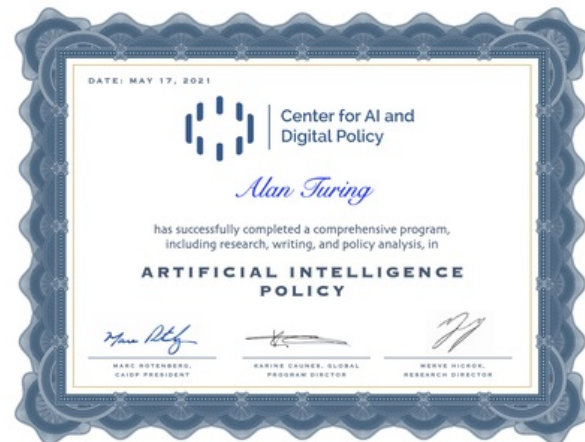 DATE: MAY 17, 2021
Center for AI and
Digital Policy
Alan Turing
has successfully completed a comprehensive program,
including research, writing, and policy analysis, in
ARTIFICIAL INTELLIGENCE
POLICY
MARC ROTENBERG,
CAIDP PRESIDENT
KARINE CAUNES, GLOBAL
PROGRAM DIRCTOR
MERVE HICKOK,
RESEARCH DIRECTOR